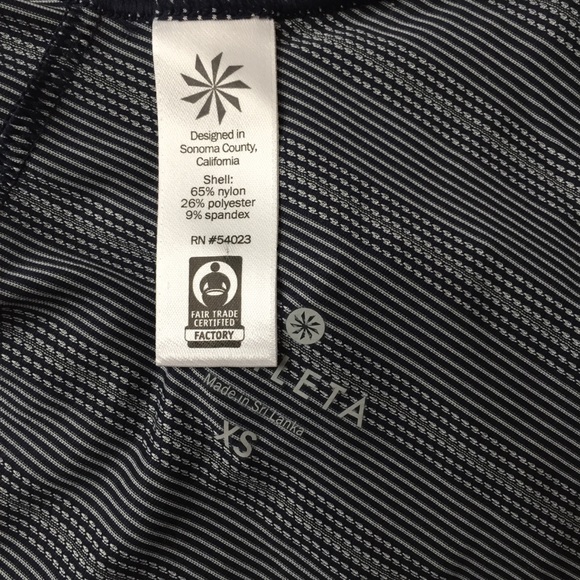 Designed in
Sonoma County,
California
Shell:
65% nylon
26% polyester
9% spandex
RN #54023
FAIR TRADE
CERTIFIED
FACTORY
LETA
Made in Sri Lanka
XS